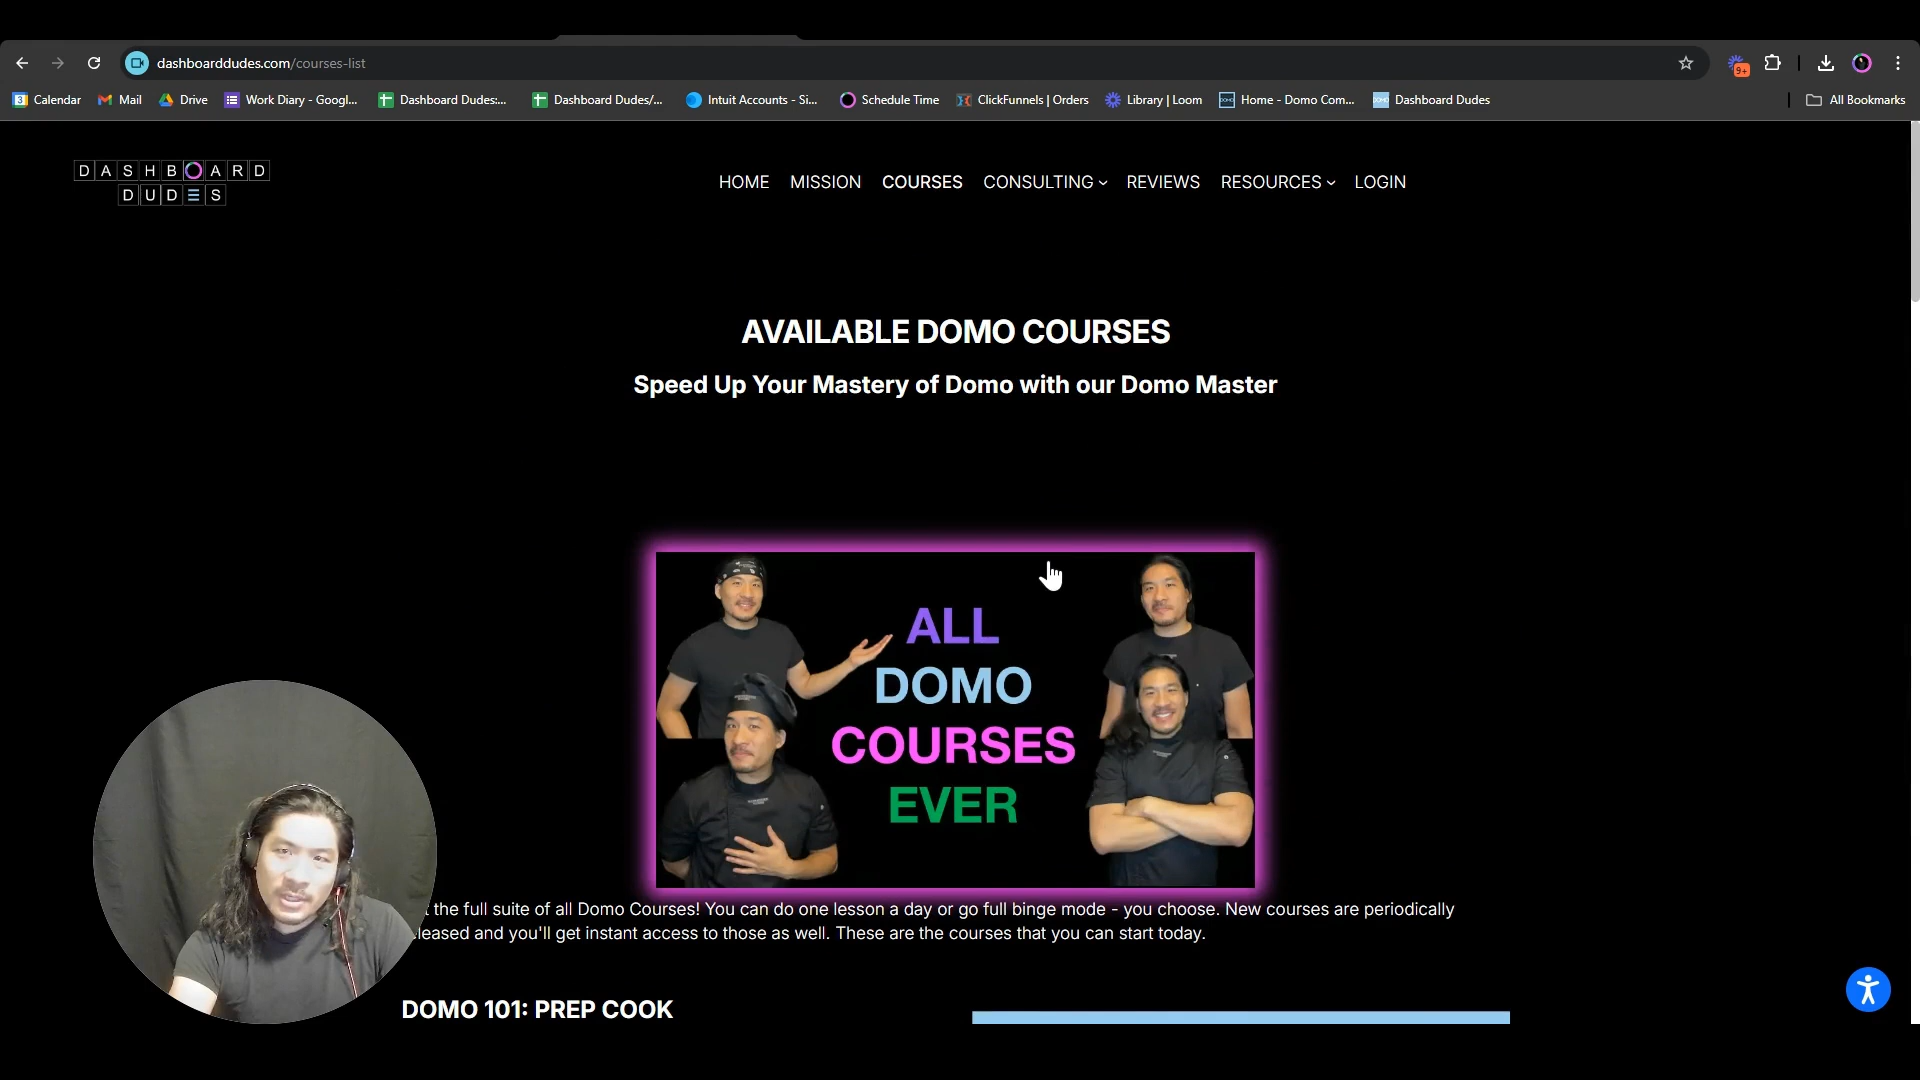 dashboarddudes.com/courses-list
9+
Calendar Mail Drive Work Diary - Googl... Dashboard Dudes:... Dashboard Dudes/... Intuit Accounts - Si... Schedule Time ClickFunnels | Orders Library | Loom Home - Domo Com... Dashboard Dudes All Bookmarks
DASHBOARD
DUDES
HOME MISSION COURSES CONSULTING REVIEWS RESOURCES LOGIN
AVAILABLE DOMO COURSES
Speed Up Your Mastery of Domo with our Domo Master
ALL
DOMO
COURSES
EVER
the full suite of all Domo Courses! You can do one lesson a day or go full binge mode - you choose. New courses are periodically
leased and you'll get instant access to those as well. These are the courses that you can start today.
DOMO 101: PREP COOK